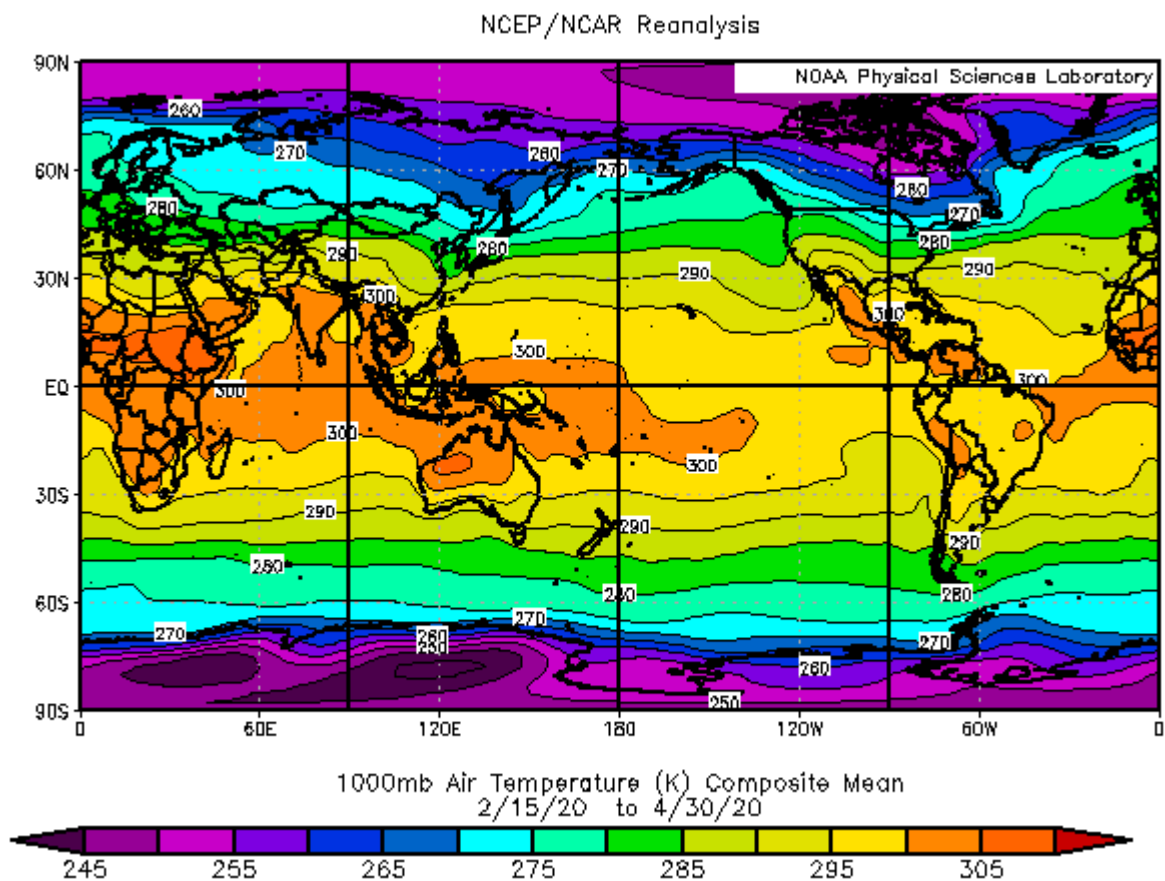 NCEP/NCAR Reanalysis
NOAA Physical Sciences Laboratory
90N
60N
30N
EQ
30S
60S
90S
260
270
260
270
280
270
280
280
280
280
290
290
290
300
300
300
300
300
300
300
290
290
290
280
280
280
270
270
270
260
260
250
250
0
60E
120E
180
120W
60W
0
1000mb Air Temperature (K) Composite Mean
2/15/20 to 4/30/20
245
255
265
275
285
295
305